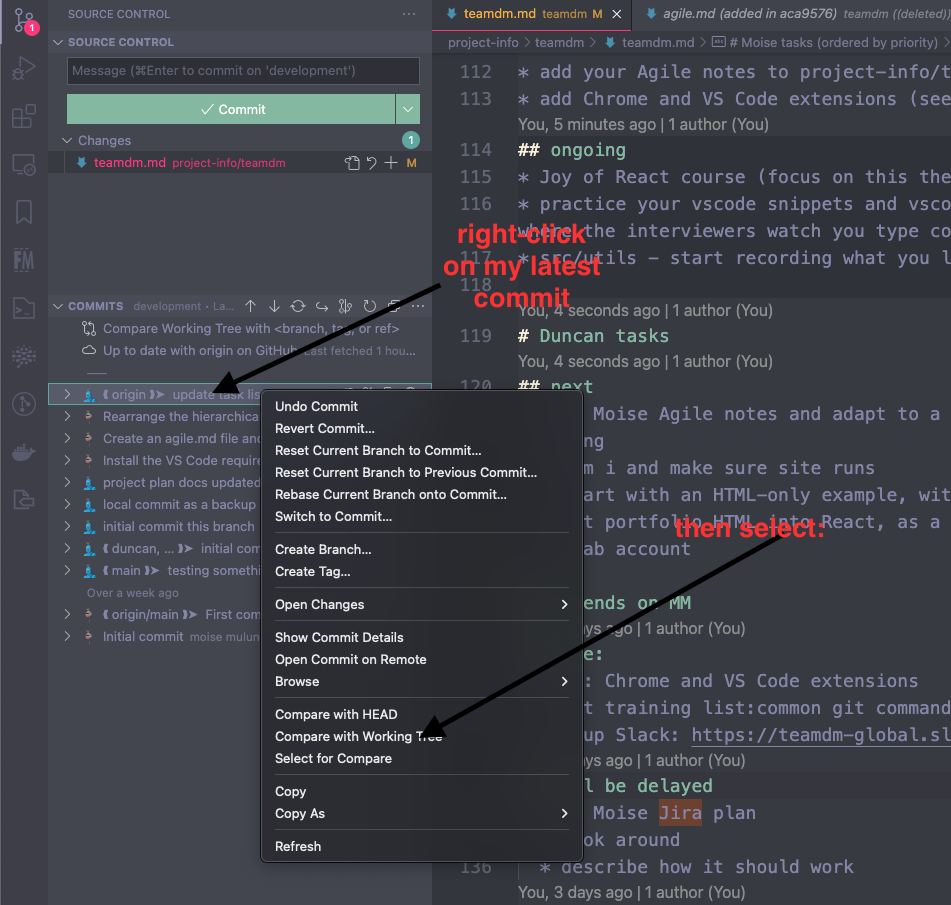 SOURCE CONTROL
SOURCE CONTROL
Message (⌘Enter to commit on 'development')
Commit
Changes 1
teamdm.md project-info/teamdm M
COMMITS development • La...
Compare Working Tree with <branch, tag, or ref>
Up to date with origin on GitHub Last fetched 1 hou...
origin update task lis
Rearrange the hierarchica
Create an agile.md file and
Install the VS Code require
project plan docs updated
local commit as a backup
initial commit this branch
duncan, ... initial com
main testing somethi
Over a week ago
origin/main First com
Initial commit moise mulun
1
FM
right-click
on my latest
commit
then select:
Undo Commit
Revert Commit...
Reset Current Branch to Commit...
Reset Current Branch to Previous Commit...
Rebase Current Branch onto Commit...
Switch to Commit...
Create Branch...
Create Tag...
Open Changes
Show Commit Details
Open Commit on Remote
Browse
Compare with HEAD
Compare with Working Tree
Select for Compare
Copy
Copy As
Refresh
teamdm.md teamdm M
agile.md (added in aca9576) teamdm ((deleted))
project-info > teamdm > teamdm.md > # Moise tasks (ordered by priority) >
112 * add your Agile notes to project-info/t
113 * add Chrome and VS Code extensions (see
You, 5 minutes ago | 1 author (You)
114 ## ongoing
115 * Joy of React course (focus on this the
116 * practice your vscode snippets and vsco
where the interviewers watch you type co
117 * src/utils - start recording what you l
118
You, 4 seconds ago | 1 author (You)
119 # Duncan tasks
You, 4 seconds ago | 1 author (You)
120 ## next
Moise Agile notes and adapt to a
ng
m i and make sure site runs
art with an HTML-only example, wit
t portfolio HTML into React, as a
ab account
ends on MM
ys ago | 1 author (You)
e:
: Chrome and VS Code extensions
t training list:common git command
up Slack: https://teamdm-global.sl
ys ago | 1 author (You)
l be delayed
Moise Jira plan
ok around
136 * describe how it should work
You, 3 days ago | 1 author (You)